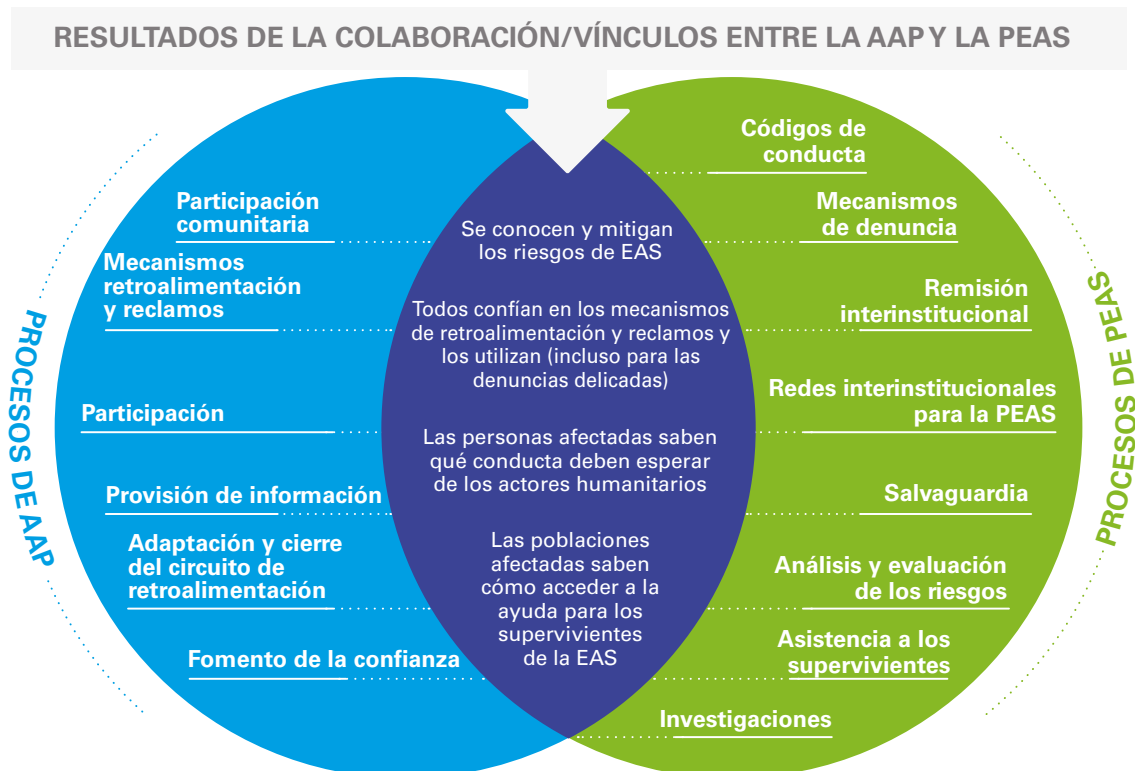 RESULTADOS DE LA COLABORACIÓN/VÍNCULOS ENTRE LA AAP Y LA PEAS
PROCESOS DE AAP
Participación
comunitaria
Mecanismos
retroalimentación
y reclamos
Participación
Provisión de información
Adaptación y cierre
del circuito de
retroalimentación
Fomento de la confianza
Se conocen y mitigan
los riesgos de EAS
Todos confían en los mecanismos
de retroalimentación y reclamos y
los utilizan (incluso para las
denuncias delicadas)
Las personas afectadas saben
qué conducta deben esperar
de los actores humanitarios
Las poblaciones
afectadas saben
cómo acceder a la
ayuda para los
supervivientes
de la EAS
Códigos de
conducta
Mecanismos
de denuncia
Remisión
interinstitucional
Redes interinstitucionales
para la PEAS
Salvaguardia
Análisis y evaluación
de los riesgos
Asistencia a los
supervivientes
Investigaciones
PROCESOS DE PEAS